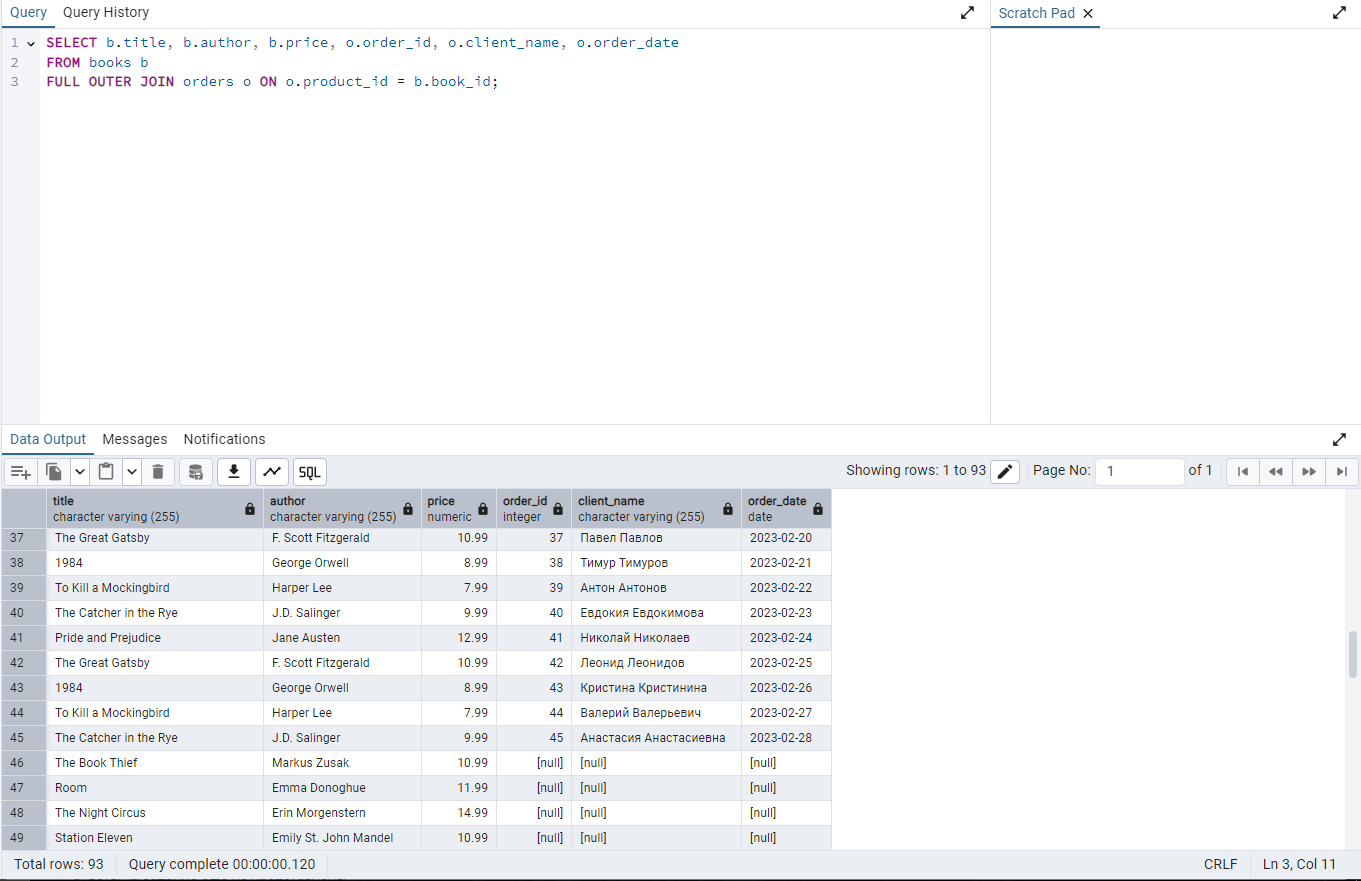 Query Query History Scratch Pad
1 SELECT b.title, b.author, b.price, o.order_id, o.client_name, o.order_date
2 FROM books b
3 FULL OUTER JOIN orders o ON o.product_id = b.book_id;
Data Output Messages Notifications
SQL Showing rows: 1 to 93 Page No: 1 of 1
title author price order_id client_name order_date
character varying (255) character varying (255) numeric integer character varying (255) date
37 The Great Gatsby F. Scott Fitzgerald 10.99 37 Павел Павлов 2023-02-20
38 1984 George Orwell 8.99 38 Тимур Тимуров 2023-02-21
39 To Kill a Mockingbird Harper Lee 7.99 39 Антон Антонов 2023-02-22
40 The Catcher in the Rye J.D. Salinger 9.99 40 Евдокия Евдокимова 2023-02-23
41 Pride and Prejudice Jane Austen 12.99 41 Николай Николаев 2023-02-24
42 The Great Gatsby F. Scott Fitzgerald 10.99 42 Леонид Леонидов 2023-02-25
43 1984 George Orwell 8.99 43 Кристина Кристинина 2023-02-26
44 To Kill a Mockingbird Harper Lee 7.99 44 Валерий Валерьевич 2023-02-27
45 The Catcher in the Rye J.D. Salinger 9.99 45 Анастасия Анастасиевна 2023-02-28
46 The Book Thief Markus Zusak 10.99 [null] [null] [null]
47 Room Emma Donoghue 11.99 [null] [null] [null]
48 The Night Circus Erin Morgenstern 14.99 [null] [null] [null]
49 Station Eleven Emily St. John Mandel 10.99 [null] [null] [null]
Total rows: 93 Query complete 00:00:00.120 CRLF Ln 3, Col 11